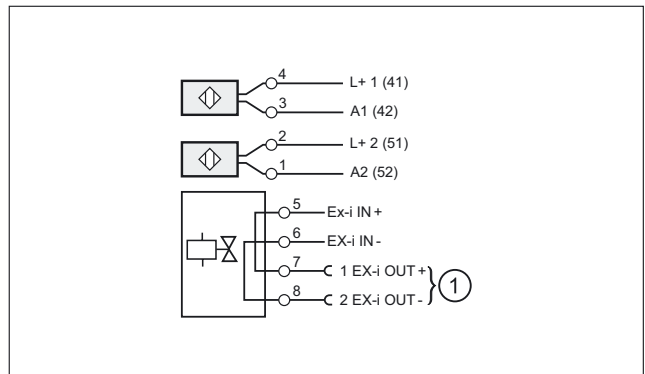 4 L+ 1 (41)
3 A1 (42)
2 L+ 2 (51)
1 A2 (52)
5 Ex-i IN +
6 EX-i IN -
7 1 EX-i OUT +
8 2 EX-i OUT -
1